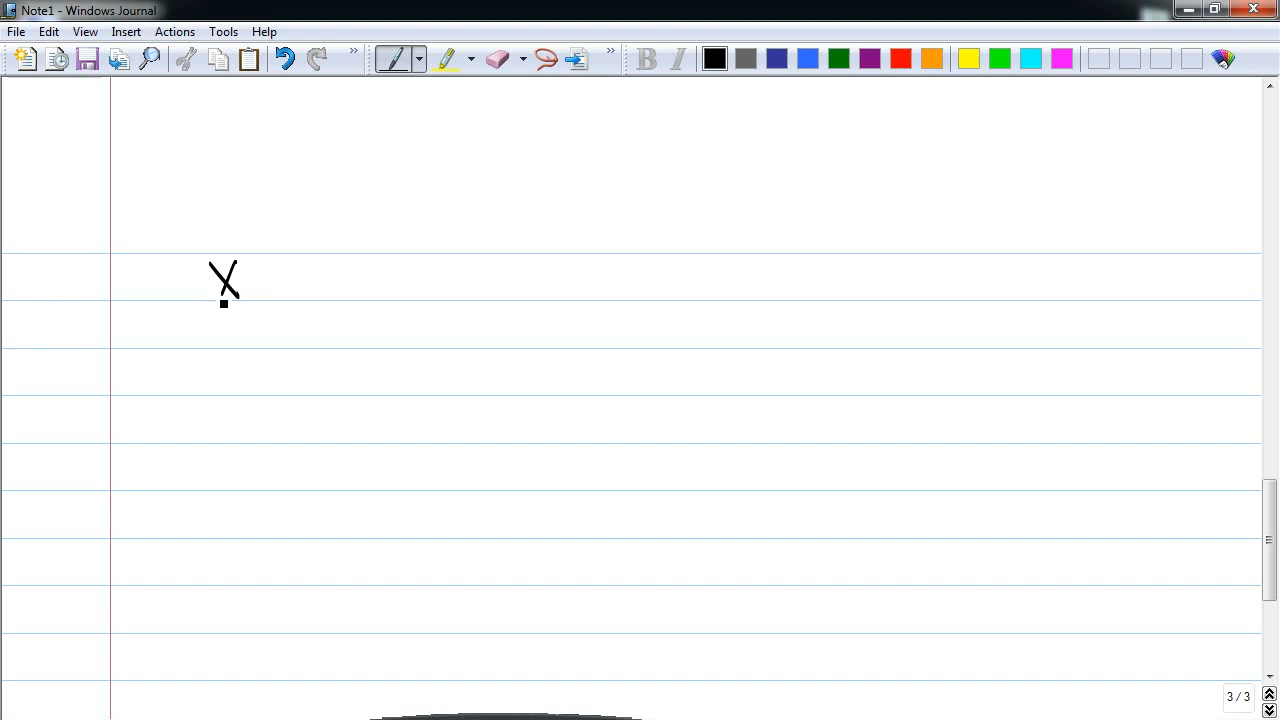 Note1 - Windows Journal
File Edit View Insert Actions Tools Help
B I
X
3 / 3